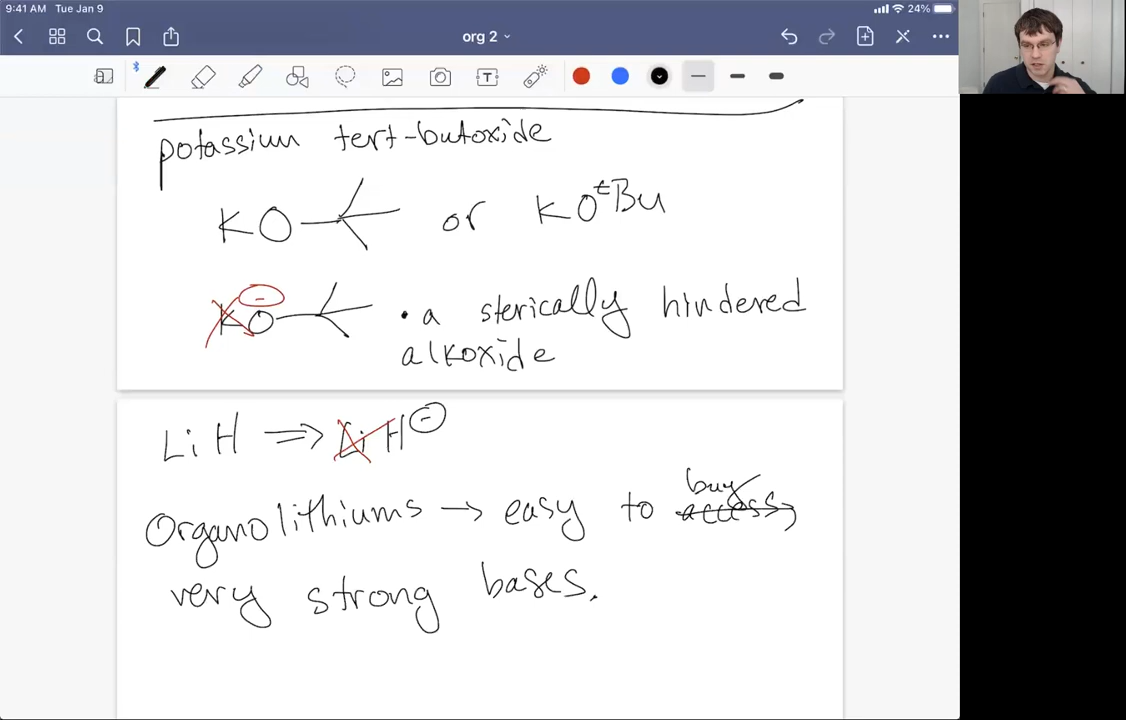 9:41 AM Tue Jan 9
24%
org 2
potassium tert-butoxide
KO or KOtBu
KO - • a sterically hindered
alkoxide
LiH ⟹ LiH⊖
buy
Organolithiums → easy to access,
very strong bases.